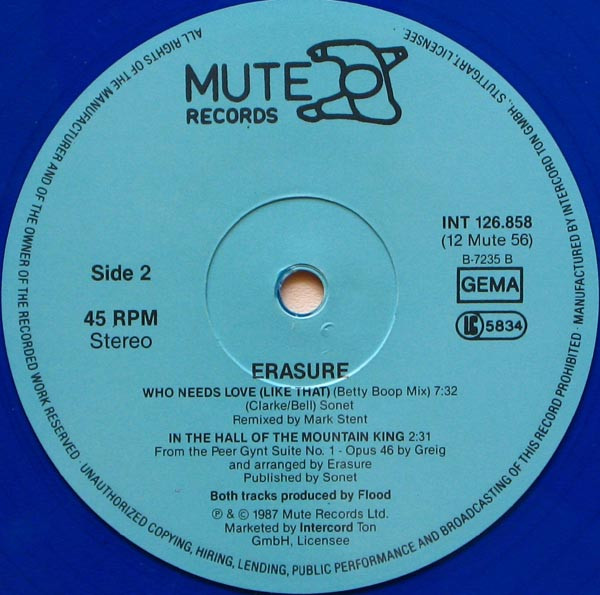 MUTE
RECORDS
INT 126.858
(12 Mute 56)
B-7235 B
GEMA
LC 5834
Side 2
45 RPM
Stereo
ERASURE
WHO NEEDS LOVE (LIKE THAT) (Betty Boop Mix) 7:32
(Clarke/Bell) Sonet
Remixed by Mark Stent
IN THE HALL OF THE MOUNTAIN KING 2:31
From the Peer Gynt Suite No. 1 - Opus 46 by Greig
and arranged by Erasure
Published by Sonet
Both tracks produced by Flood
℗ & © 1987 Mute Records Ltd.
Marketed by Intercord Ton
GmbH, Licensee
ALL RIGHTS OF THE MANUFACTURER AND OF THE OWNER OF THE RECORDED WORK RESERVED · UNAUTHORIZED COPYING, HIRING, LENDING, PUBLIC PERFORMANCE AND BROADCASTING OF THIS RECORD PROHIBITED · MANUFACTURED BY INTERCORD TON GMBH, STUTTGART, LICENSEE.